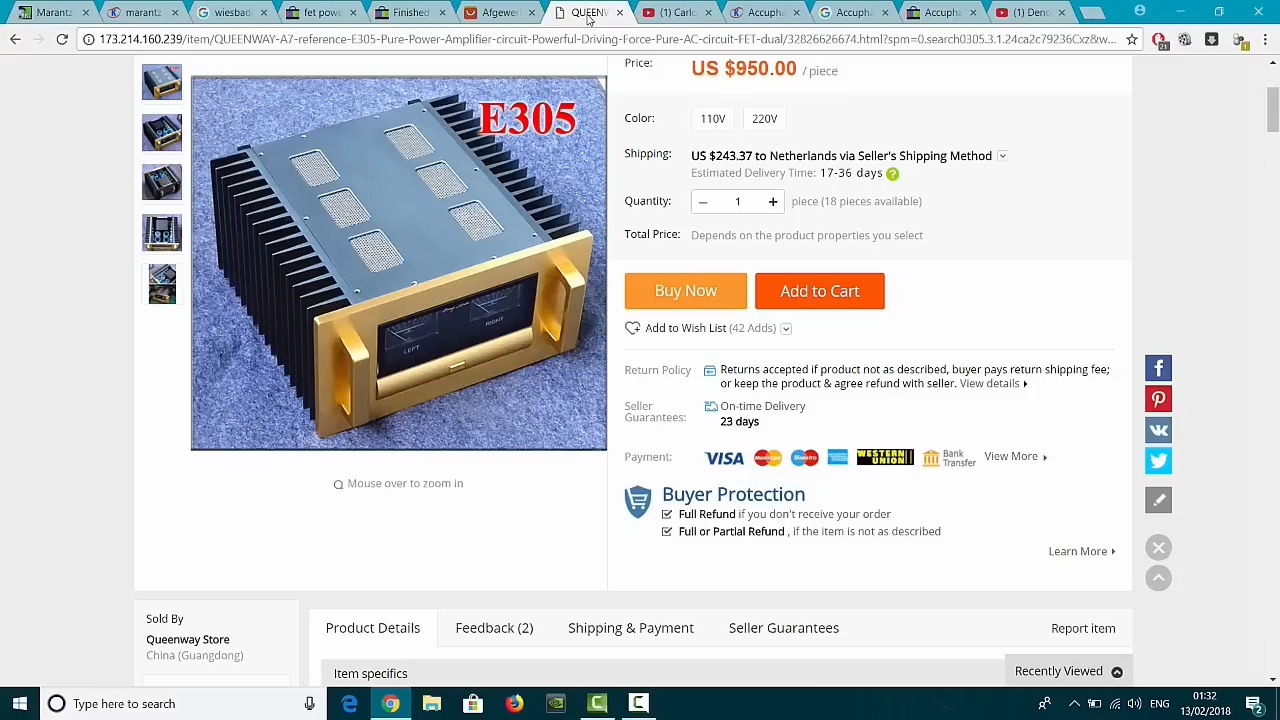 Marantz
marantz
wiesbad
fet powe
Finished
Afgewerl
QUEENW
Carlo
Accupha
Accupha
Accupha
Deno
173.214.160.239/item/QUEENWAY-A7-reference-E305-Pure-Power-Amplifier-circuit-Powerful-Driving-Force-Pure-AC-circuit-FET-dual/32826626674.html?spm=0.search0305.3.1.24ca2c79236Cxz&w...
21
1
E305
LEFT
RIGHT
Mouse over to zoom in
Price: US $950.00 / piece
Color: 110V 220V
Shipping: US $243.37 to Netherlands via Seller's Shipping Method
Estimated Delivery Time: 17-36 days
Quantity: 1 piece (18 pieces available)
Total Price: Depends on the product properties you select
Buy Now Add to Cart
Add to Wish List (42 Adds)
Return Policy Returns accepted if product not as described, buyer pays return shipping fee;
or keep the product & agree refund with seller. View details
Seller
Guarantees:
On-time Delivery
23 days
Payment: VISA MasterCard Maestro WESTERN UNION Bank Transfer View More
Buyer Protection
Full Refund if you don't receive your order
Full or Partial Refund , if the item is not as described
Learn More
Sold By
Queenway Store
China (Guangdong)
Product Details Feedback (2) Shipping & Payment Seller Guarantees Report item
Item specifics
Recently Viewed
Type here to search
ENG
01:32
13/02/2018
2